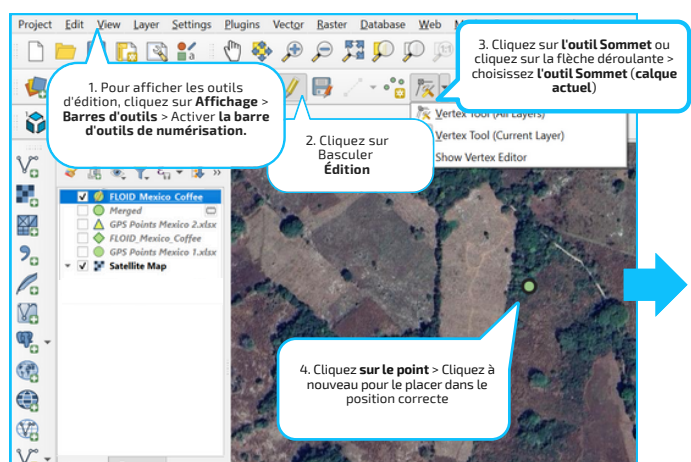 Project Edit View Layer Settings Plugins Vector Raster Database Web
1. Pour afficher les outils
d'édition, cliquez sur Affichage >
Barres d'outils > Activer la barre
d'outils de numérisation.
2. Cliquez sur
Basculer
Édition
3. Cliquez sur l'outil Sommet ou
cliquez sur la flèche déroulante >
choisissez l'outil Sommet (calque
actuel)
Vertex Tool (All Layers)
Vertex Tool (Current Layer)
Show Vertex Editor
FLOID_Mexico_Coffee
Merged
GPS Points Mexico 2.xlsx
FLOID_Mexico_Coffee
GPS Points Mexico 1.xlsx
Satellite Map
4. Cliquez sur le point > Cliquez à
nouveau pour le placer dans le
position correcte